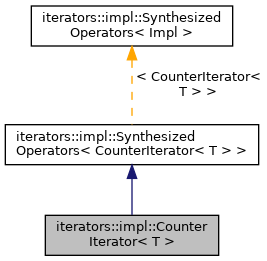 iterators::impl::Synthesized
Operators< Impl >
< CounterIterator<
T > >
iterators::impl::Synthesized
Operators< CounterIterator< T > >
iterators::impl::Counter
Iterator< T >